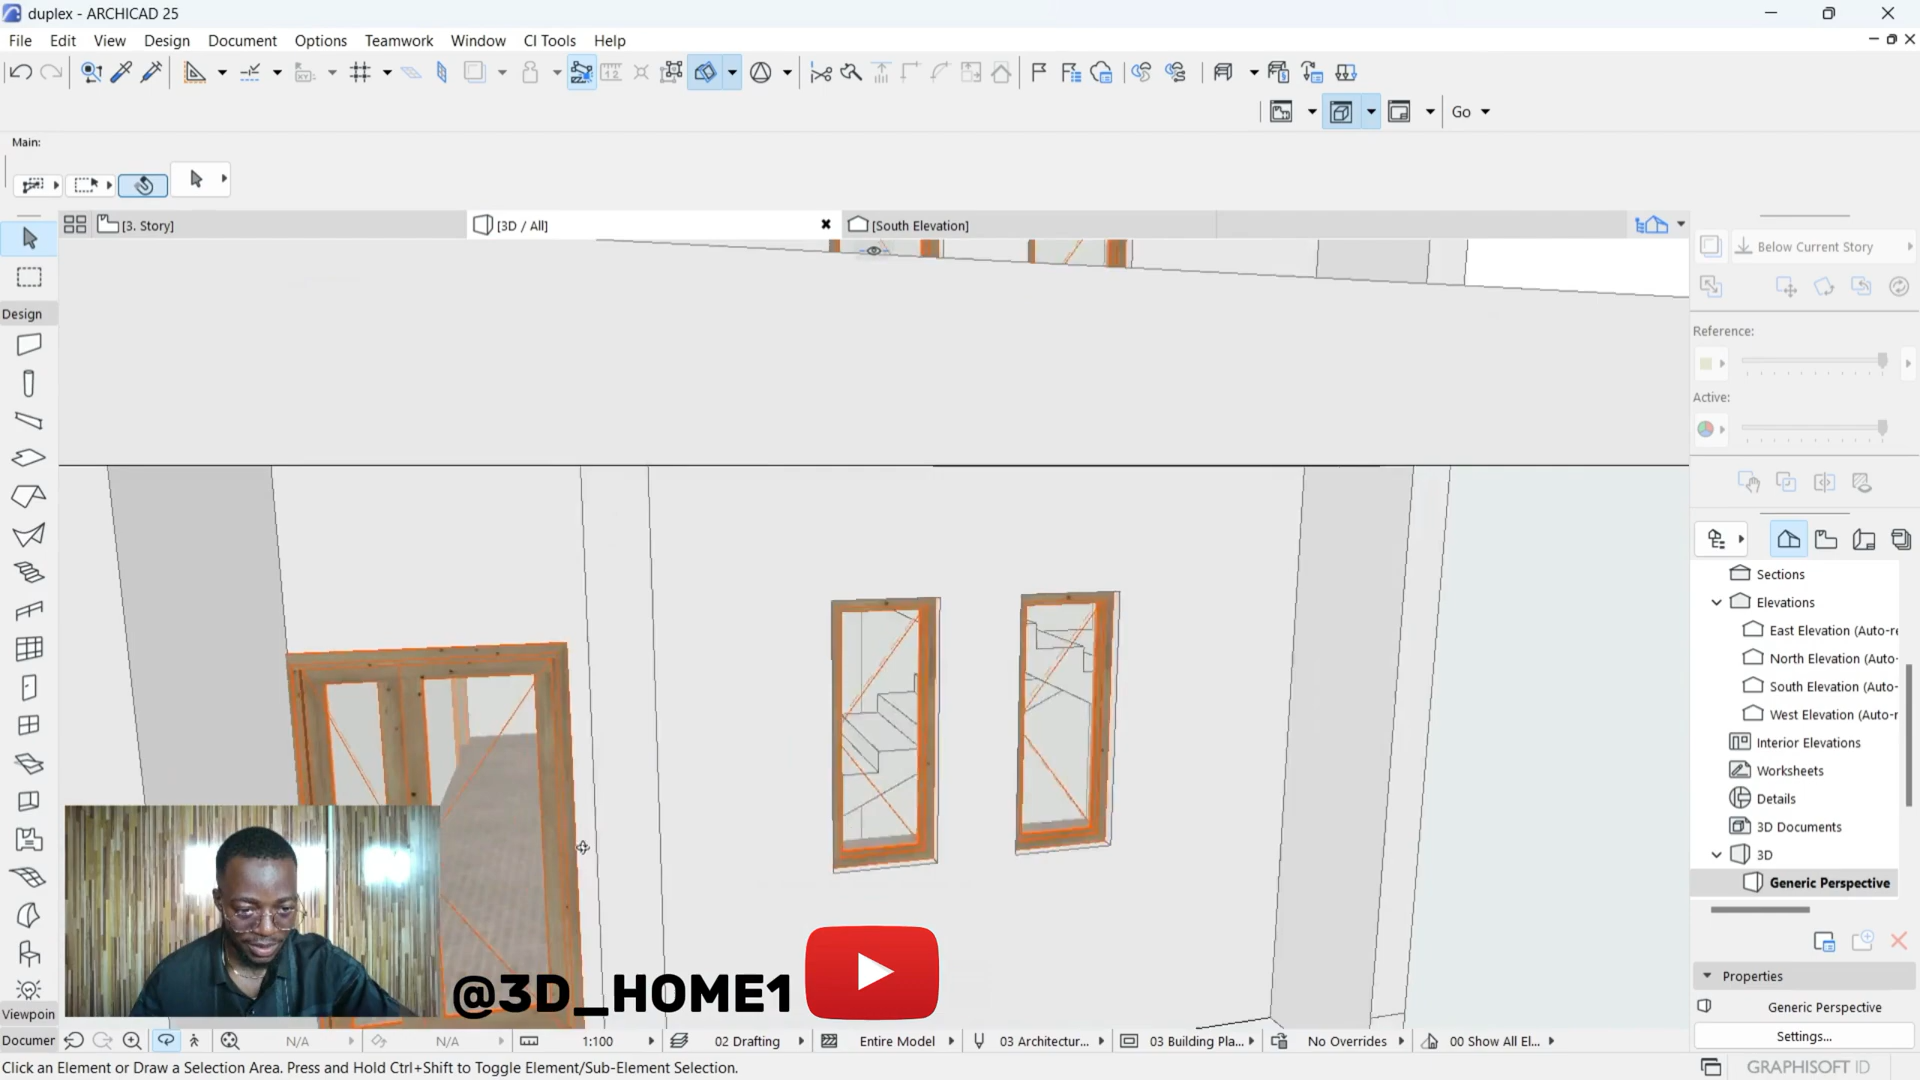 duplex - ARCHICAD 25
File Edit View Design Document Options Teamwork Window CI Tools Help
Go
Main:
[3. Story]
[3D / All]
[South Elevation]
Below Current Story
Design
Reference:
Active:
Sections
Elevations
East Elevation (Auto-re
North Elevation (Auto-
South Elevation (Auto-
West Elevation (Auto-r
Interior Elevations
Worksheets
Details
3D Documents
3D
Generic Perspective
Properties
Generic Perspective
Settings...
@3D_HOME1
Viewpoin
Documer
N/A
N/A
1:100
02 Drafting
Entire Model
03 Architectur...
03 Building Pla...
No Overrides
00 Show All El...
Click an Element or Draw a Selection Area. Press and Hold Ctrl+Shift to Toggle Element/Sub-Element Selection.
GRAPHISOFT ID